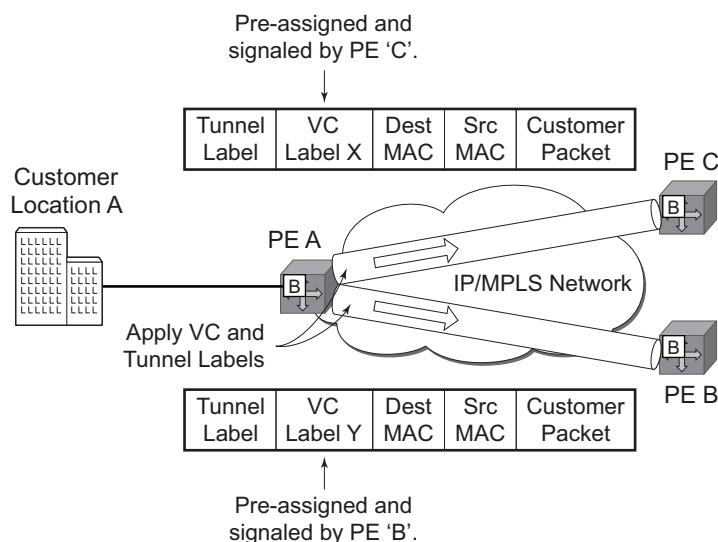 Pre-assigned and
signaled by PE ‘C’.
Tunnel
Label
VC
Label X
Dest
MAC
Src
MAC
Customer
Packet
PE C
B
Customer
Location A
PE A
B
IP/MPLS Network
Apply VC and
Tunnel Labels
B
PE B
Tunnel
Label
VC
Label Y
Dest
MAC
Src
MAC
Customer
Packet
Pre-assigned and
signaled by PE ‘B’.